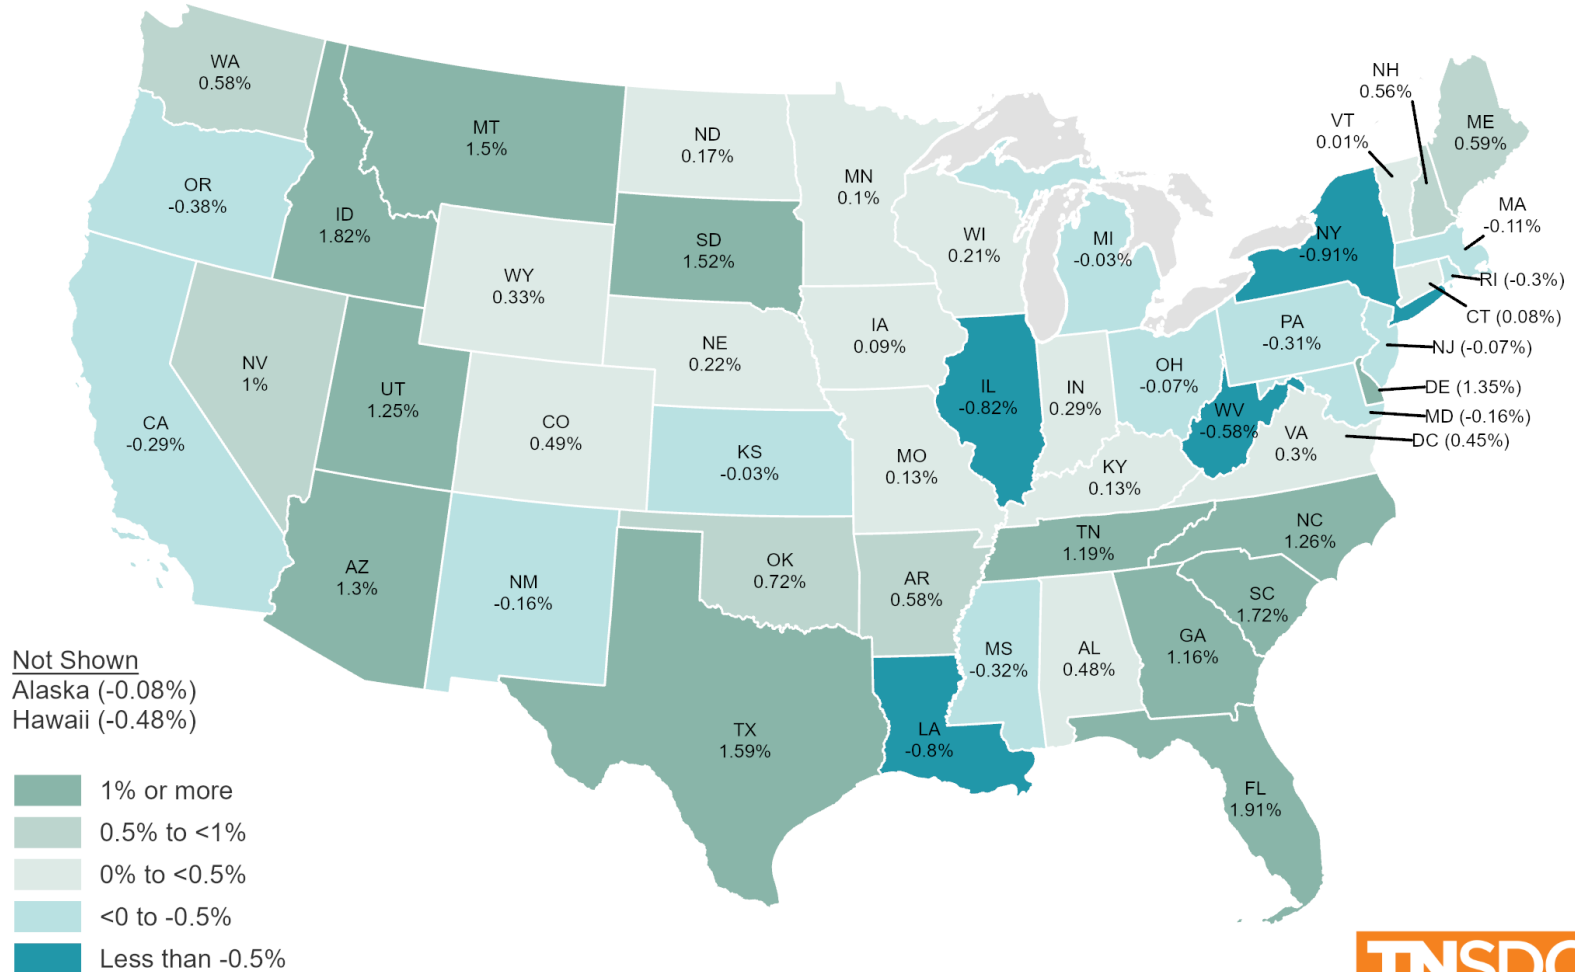 WA
0.58%
MT
1.5%
ND
0.17%
MN
0.1%
NH
0.56%
VT
0.01%
ME
0.59%
OR
-0.38%
ID
1.82%
SD
1.52%
WI
0.21%
MI
-0.03%
NY
-0.91%
MA
-0.11%
RI (-0.3%)
WY
0.33%
CT (0.08%)
IA
0.09%
PA
-0.31%
NJ (-0.07%)
NE
0.22%
NV
1%
UT
1.25%
IL
-0.82%
IN
0.29%
OH
-0.07%
DE (1.35%)
WV
-0.58%
MD (-0.16%)
CA
-0.29%
CO
0.49%
VA
0.3%
DC (0.45%)
KS
-0.03%
MO
0.13%
KY
0.13%
TN
1.19%
NC
1.26%
AZ
1.3%
NM
-0.16%
OK
0.72%
AR
0.58%
SC
1.72%
MS
-0.32%
AL
0.48%
GA
1.16%
TX
1.59%
LA
-0.8%
FL
1.91%
Not Shown
Alaska (-0.08%)
Hawaii (-0.48%)
1% or more
0.5% to <1%
0% to <0.5%
<0 to -0.5%
Less than -0.5%
TNSDC